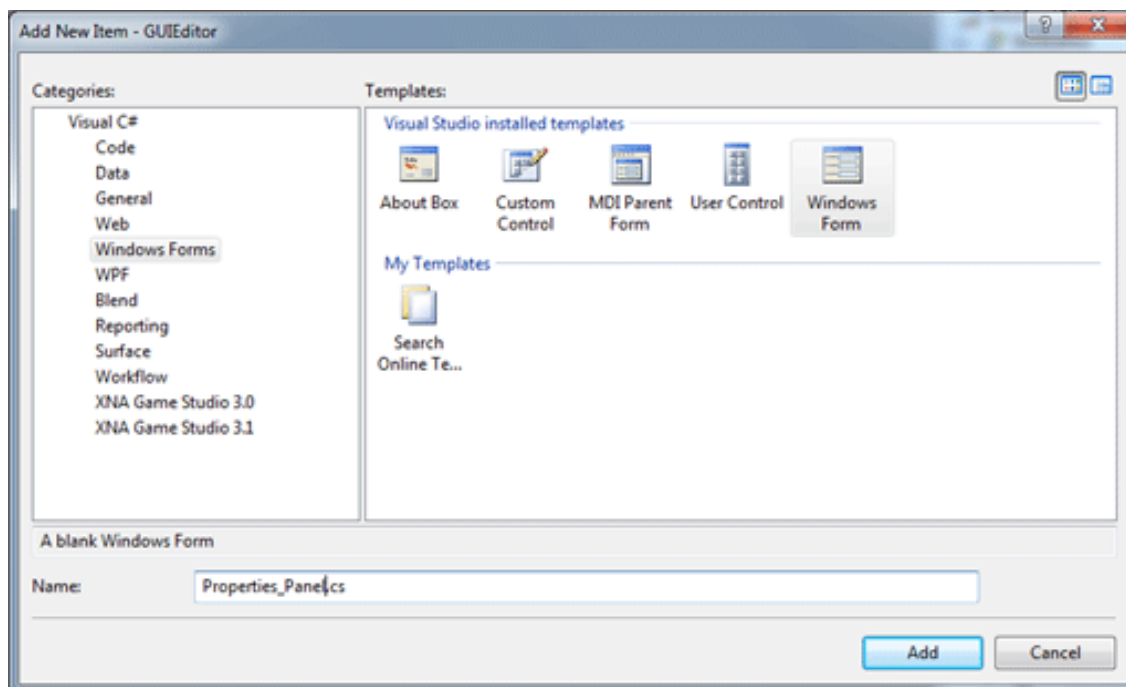 Add New Item - GUIEditor
Categories:
Templates:
Visual C#
Code
Data
General
Web
Windows Forms
WPF
Blend
Reporting
Surface
Workflow
XNA Game Studio 3.0
XNA Game Studio 3.1
Visual Studio installed templates
About Box
Custom
Control
MDI Parent
Form
User Control
Windows
Form
My Templates
Search
Online Te...
A blank Windows Form
Name:
Properties_Panel.cs
Add
Cancel